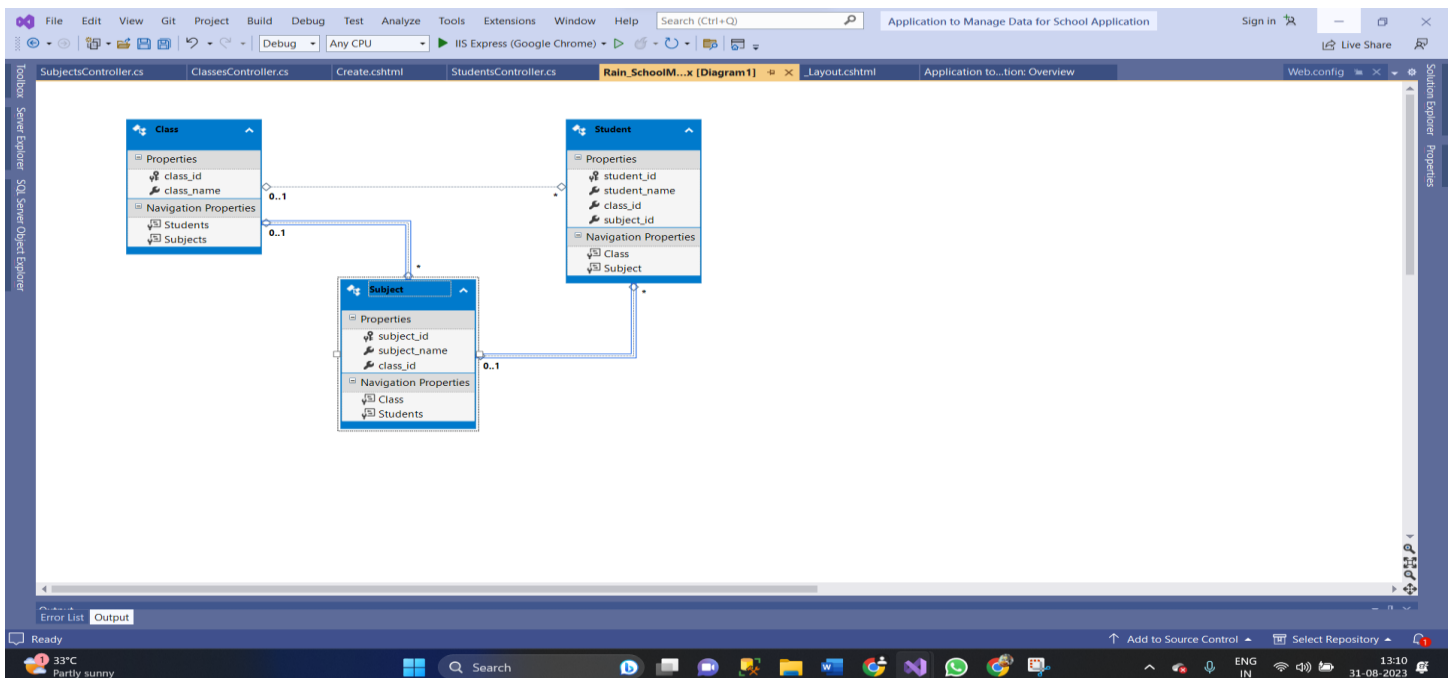 File Edit View Git Project Build Debug Test Analyze Tools Extensions Window Help Search (Ctrl+Q) Application to Manage Data for School Application Sign in
Debug Any CPU IIS Express (Google Chrome) Live Share
SubjectsController.cs ClassesController.cs Create.cshtml StudentsController.cs Rain_SchoolM...x [Diagram1] _Layout.cshtml Application to...tion: Overview Web.config
Toolbox
Server Explorer
SQL Server Object Explorer
Solution Explorer
Properties
Class
Properties
class_id
class_name
Navigation Properties
Students
Subjects
0..1
*
0..1
*
Student
Properties
student_id
student_name
class_id
subject_id
Navigation Properties
Class
Subject
*
Subject
Properties
subject_id
subject_name
class_id
Navigation Properties
Class
Students
0..1
Output
Error List Output
Ready Add to Source Control Select Repository 1
1 33°C
Partly sunny
Search
ENG
IN
13:10
31-08-2023